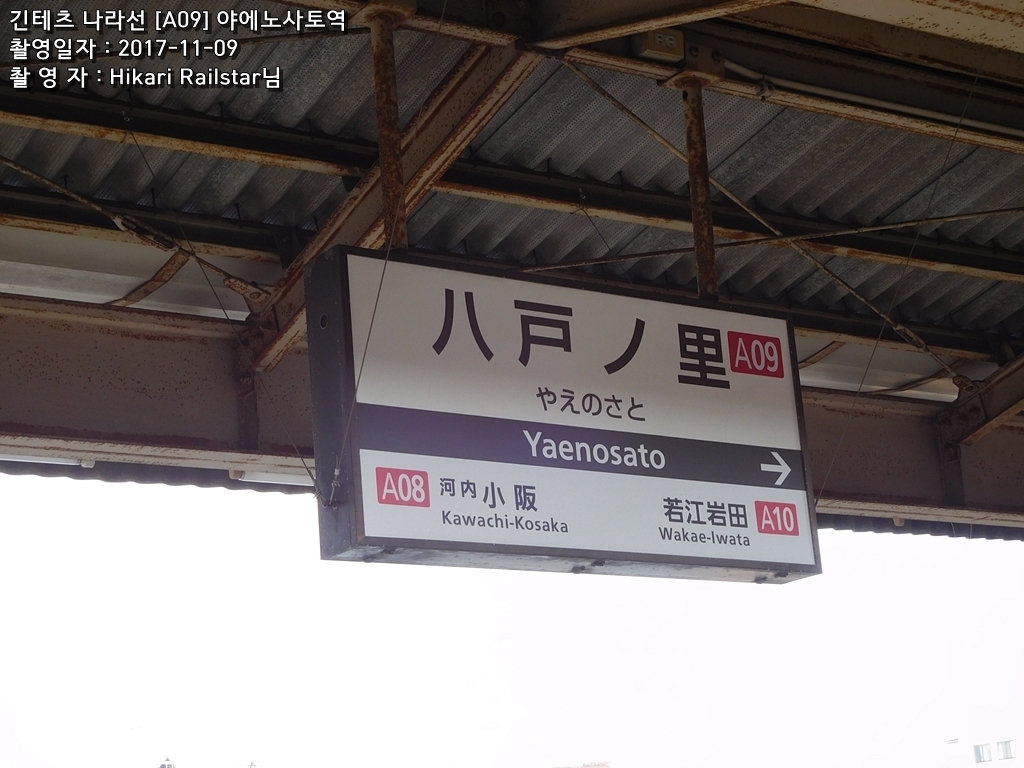 긴테츠 나라선 [A09] 야에노사토역
촬영일자 : 2017-11-09
촬 영 자 : Hikari Railstar님
八戸ノ里 A09
やえのさと
Yaenosato →
A08 河内小阪
Kawachi-Kosaka
若江岩田 A10
Wakae-Iwata